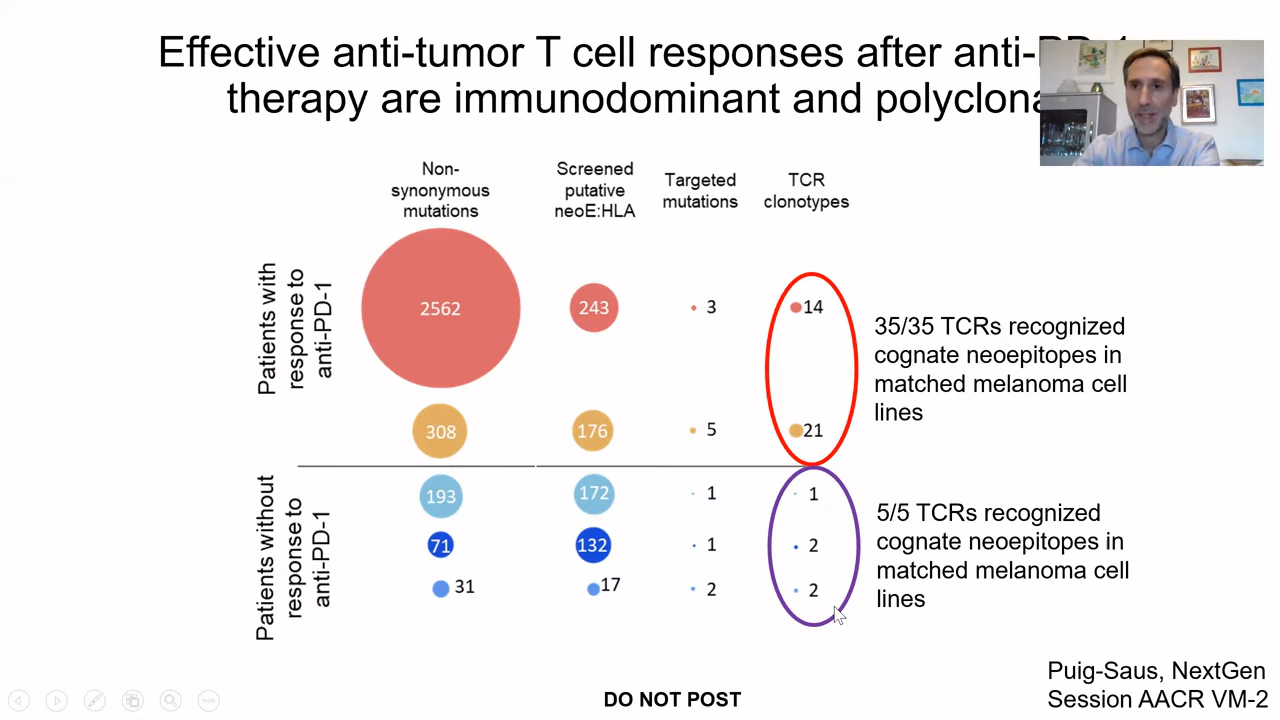 Effective anti-tumor T cell responses after anti-PD-1
therapy are immunodominant and polyclonal
Non-
synonymous
mutations
Screened
putative
neoE:HLA
Targeted
mutations
TCR
clonotypes
Patients with
response to
anti-PD-1
2562
243
3
14
308
176
5
21
35/35 TCRs recognized
cognate neoepitopes in
matched melanoma cell
lines
Patients without
response to
anti-PD-1
193
172
1
1
71
132
1
2
31
17
2
2
5/5 TCRs recognized
cognate neoepitopes in
matched melanoma cell
lines
Puig-Saus, NextGen
Session AACR VM-2
DO NOT POST